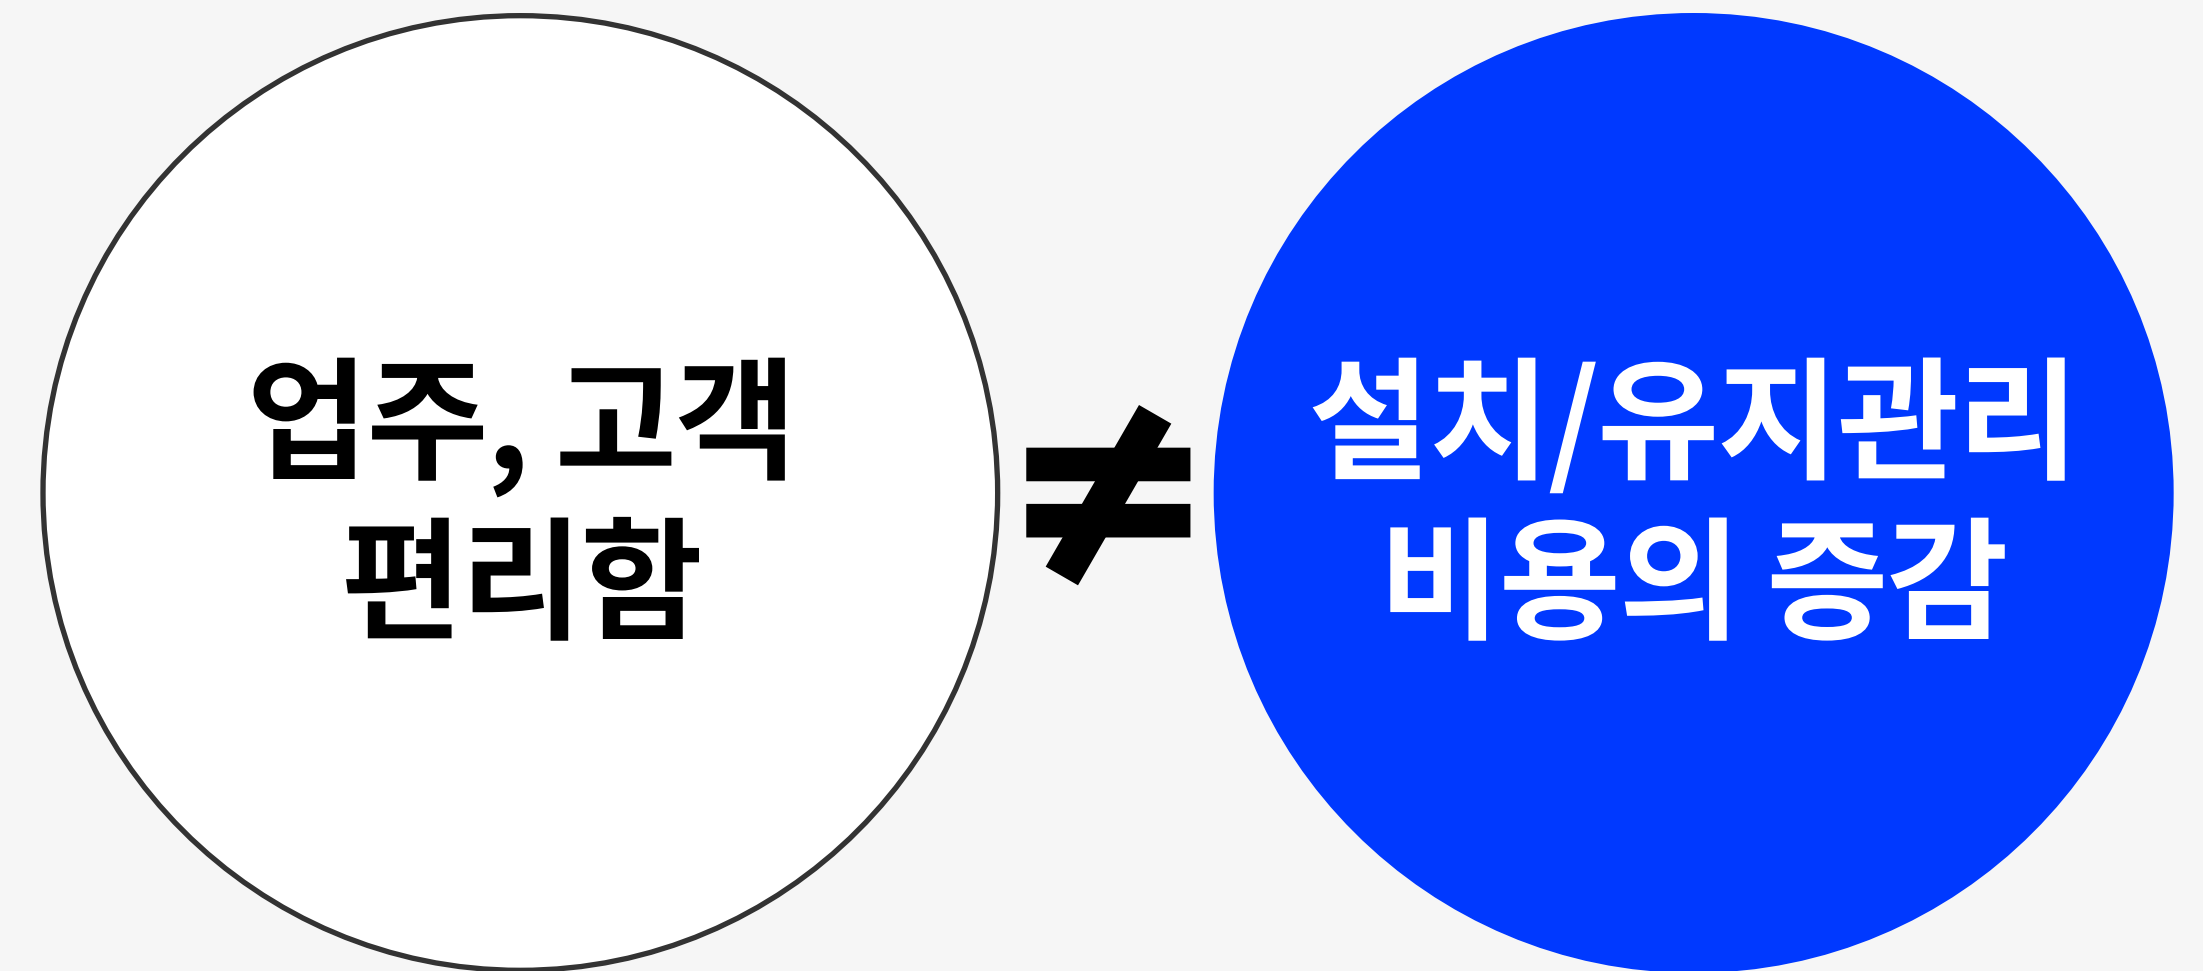 업주, 고객
편리함
≠
설치/유지관리
비용의 증감